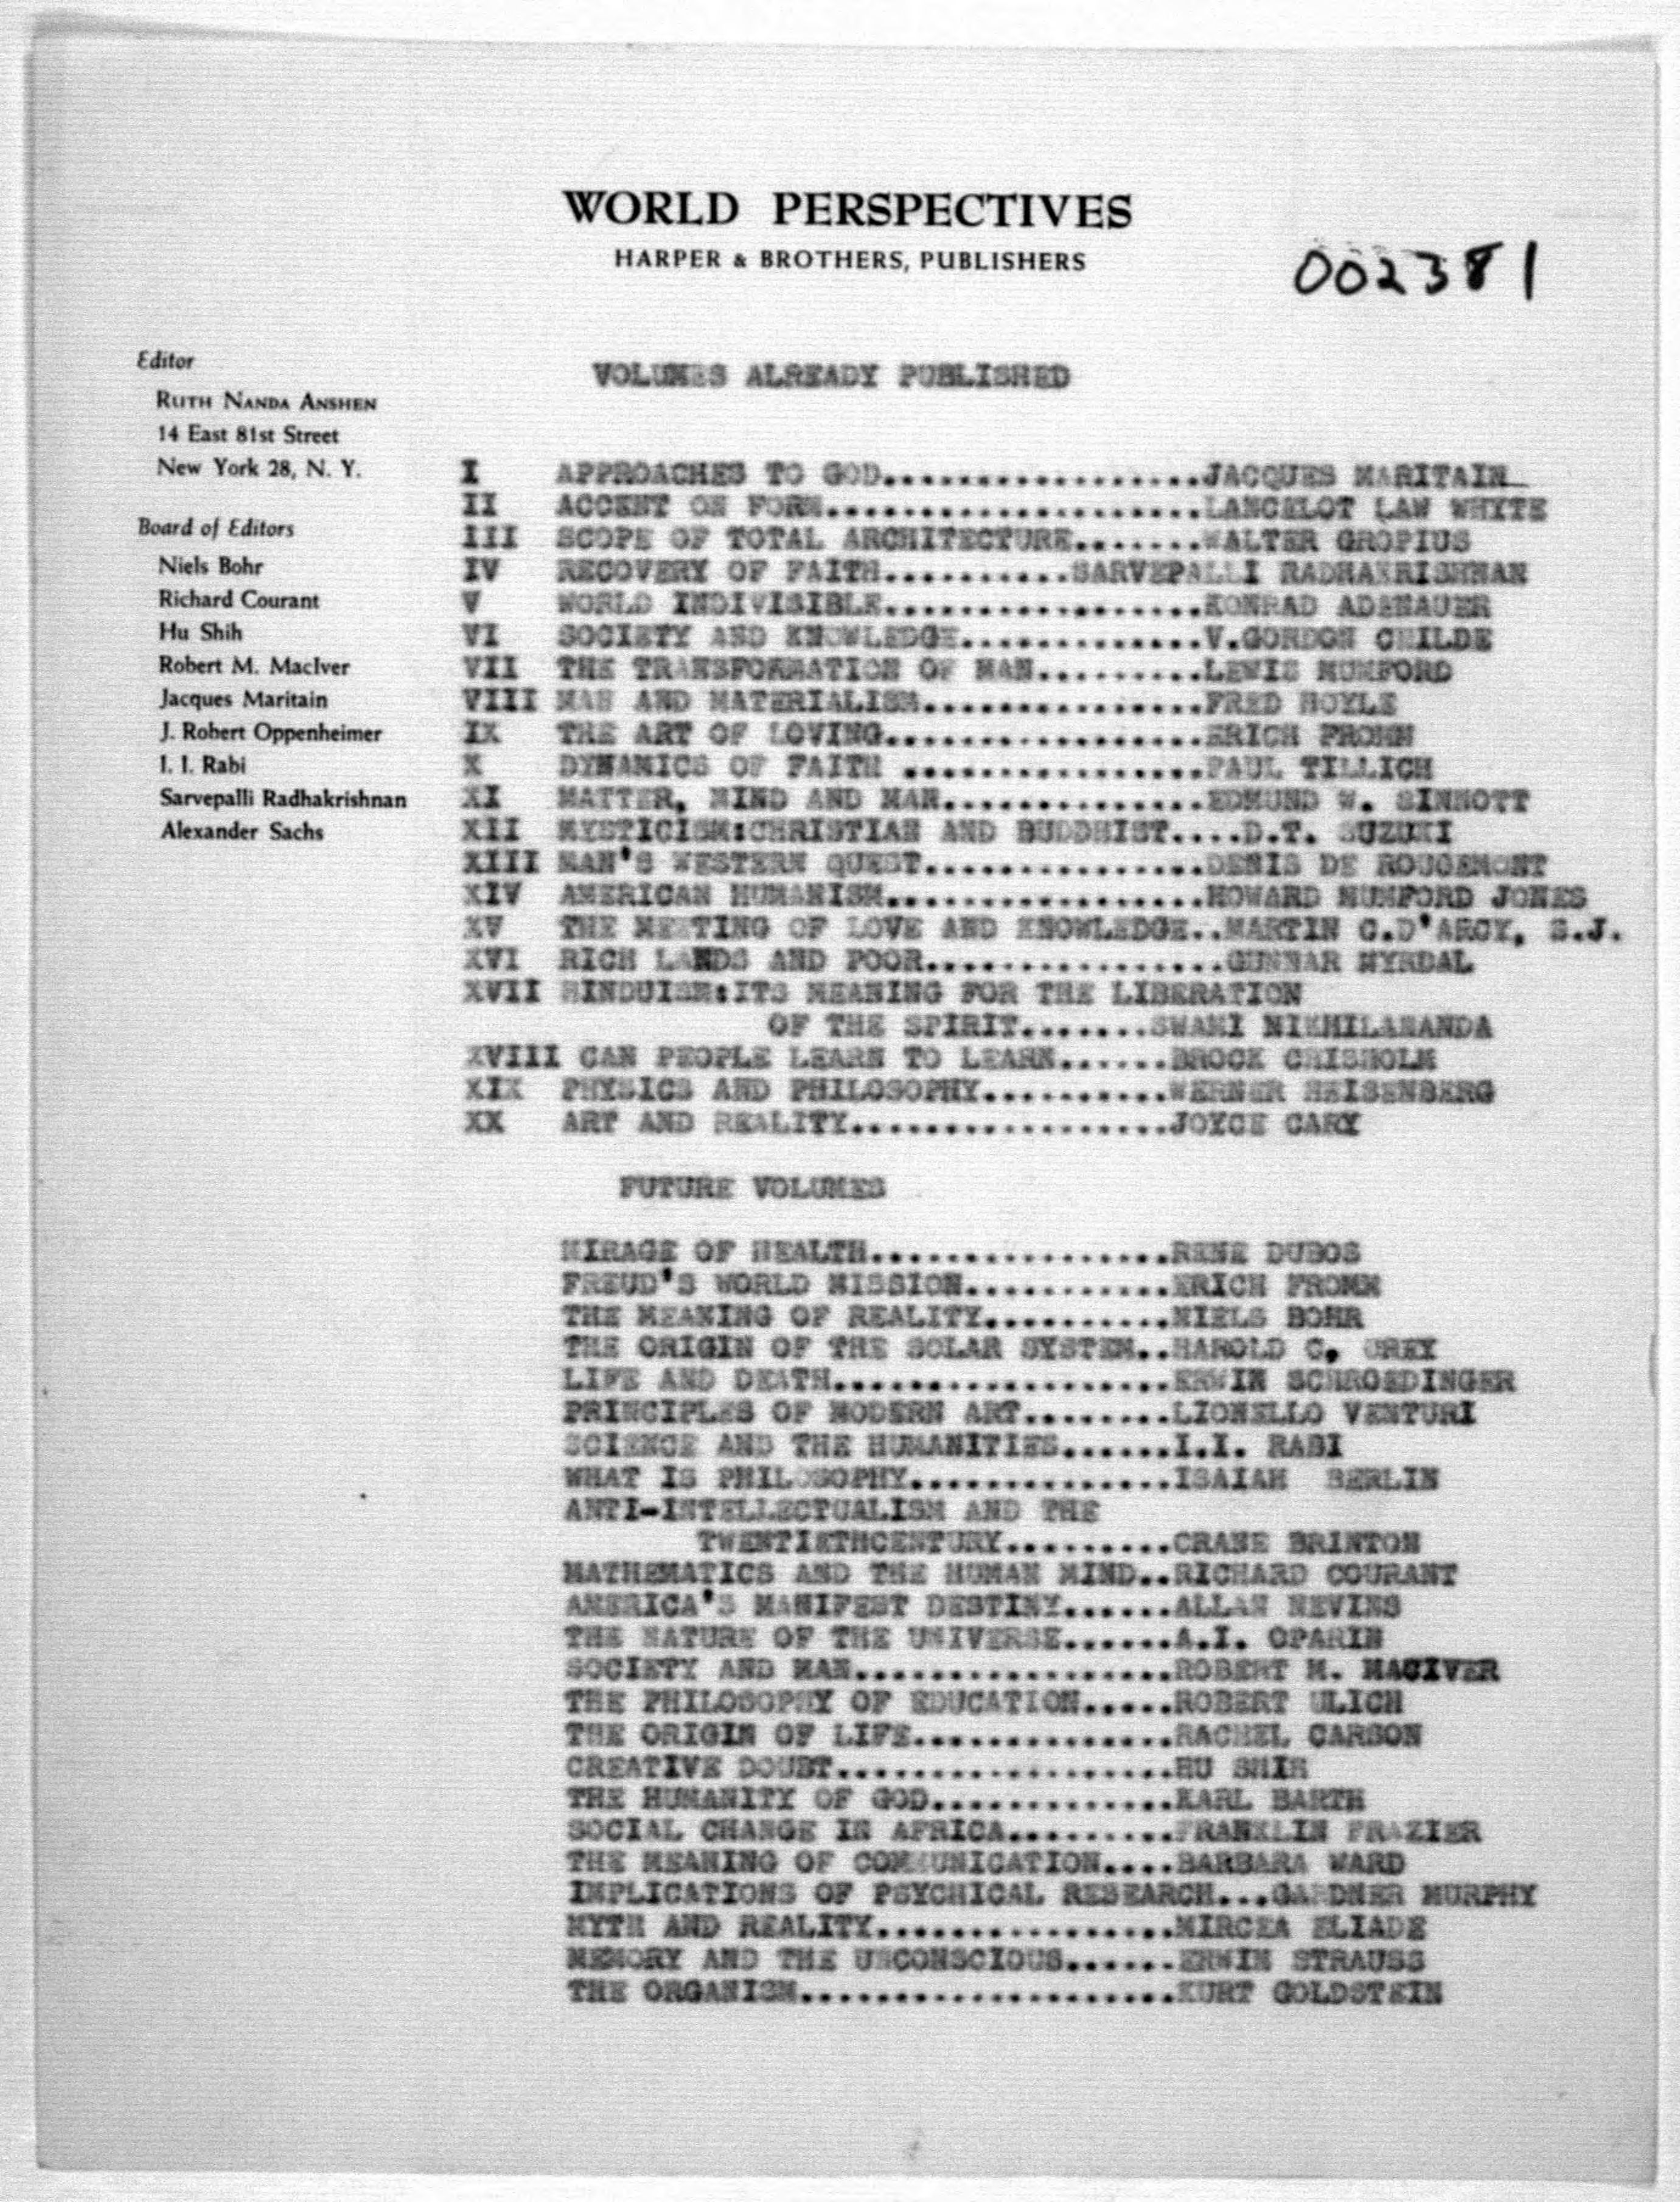 WORLD PERSPECTIVES
HARPER & BROTHERS, PUBLISHERS
002381
Editor
RUTH NANDA ANSHEN
14 East 81st Street
New York 28, N. Y.
Board of Editors
Niels Bohr
Richard Courant
Hu Shih
Robert M. MacIver
Jacques Maritain
J. Robert Oppenheimer
I. I. Rabi
Sarvepalli Radhakrishnan
Alexander Sachs
VOLUMES ALREADY PUBLISHED
I APPROACHES TO GOD.................JACQUES MARITAIN
II ACCENT ON FORM....................LANCELOT LAW WHYTE
III SCOPE OF TOTAL ARCHITECTURE.......WALTER GROPIUS
IV RECOVERY OF FAITH..........SARVEPALLI RADHAKRISHNAN
V WORLD INDIVISIBLE.................KONRAD ADENAUER
VI SOCIETY AND KNOWLEDGE.............V.GORDON CHILDE
VII THE TRANSFORMATION OF MAN.........LEWIS MUMFORD
VIII MAN AND MATERIALISM...............FRED HOYLE
IX THE ART OF LOVING.................ERICH FROMM
X DYNAMICS OF FAITH ................PAUL TILLICH
XI MATTER, MIND AND MAN..............EDMUND W. SINNOTT
XII MYSTICISM:CHRISTIAN AND BUDDHIST....D.T. SUZUKI
XIII MAN'S WESTERN QUEST...............DENIS DE ROUGEMONT
XIV AMERICAN HUMANISM.................HOWARD MUMFORD JONES
XV THE MEETING OF LOVE AND KNOWLEDGE..MARTIN C.D'ARCY, S.J.
XVI RICH LANDS AND POOR................GUNNAR MYRDAL
XVII HINDUISM:ITS MEANING FOR THE LIBERATION
OF THE SPIRIT.......SWAMI NIKHILANANDA
XVIII CAN PEOPLE LEARN TO LEARN......BROCK CHISHOLM
XIX PHYSICS AND PHILOSOPHY..........WERNER HEISENBERG
XX ART AND REALITY.................JOYCE CARY
FUTURE VOLUMES
MIRAGE OF HEALTH................RENE DUBOS
FREUD'S WORLD MISSION...........ERICH FROMM
THE MEANING OF REALITY..........NIELS BOHR
THE ORIGIN OF THE SOLAR SYSTEM..HAROLD C. UREY
LIFE AND DEATH..................ERWIN SCHROEDINGER
PRINCIPLES OF MODERN ART........LIONELLO VENTURI
SCIENCE AND THE HUMANITIES......I.I. RABI
WHAT IS PHILOSOPHY..............ISAIAH BERLIN
ANTI-INTELLECTUALISM AND THE
TWENTIETHCENTURY.........CRANE BRINTON
MATHEMATICS AND THE HUMAN MIND..RICHARD COURANT
AMERICA'S MANIFEST DESTINY......ALLAN NEVINS
THE NATURE OF THE UNIVERSE......A.I. OPARIN
SOCIETY AND MAN.................ROBERT M. MACIVER
THE PHILOSOPHY OF EDUCATION.....ROBERT ULICH
THE ORIGIN OF LIFE..............RACHEL CARSON
CREATIVE DOUBT..................HU SHIH
THE HUMANITY OF GOD.............KARL BARTH
SOCIAL CHANGE IN AFRICA.........FRANKLIN FRAZIER
THE MEANING OF COMMUNICATION....BARBARA WARD
IMPLICATIONS OF PSYCHICAL RESEARCH...GARDNER MURPHY
MYTH AND REALITY................MIRCEA ELIADE
MEMORY AND THE UNCONSCIOUS......ERWIN STRAUSS
THE ORGANISM....................KURT GOLDSTEIN